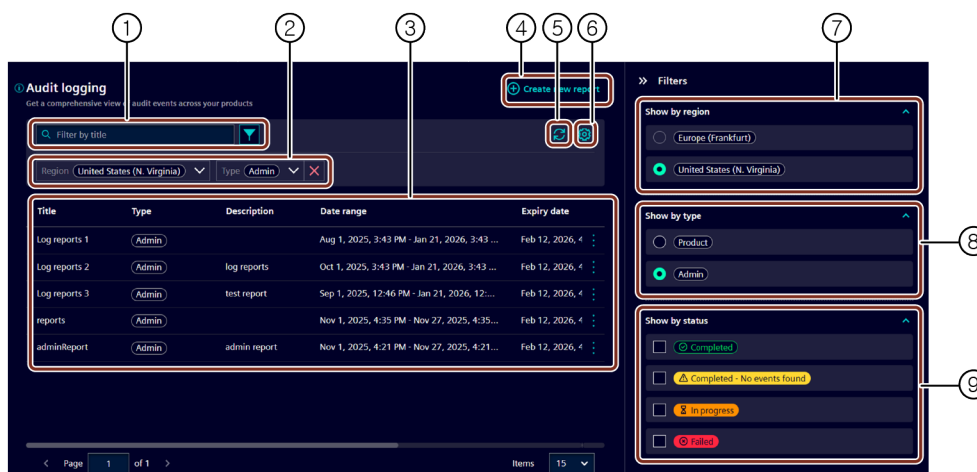 1 2 3 4 5 6 7
Audit logging
Get a comprehensive view of audit events across your products
Create new report
Filter by title
Region United States (N. Virginia) Type Admin
Title Type Description Date range Expiry date
Log reports 1 Admin Aug 1, 2025, 3:43 PM - Jan 21, 2026, 3:43 ... Feb 12, 2026, 4
Log reports 2 Admin log reports Oct 1, 2025, 3:43 PM - Jan 21, 2026, 3:43 ... Feb 12, 2026, 4
Log reports 3 Admin test report Sep 1, 2025, 12:46 PM - Jan 21, 2026, 12:... Feb 12, 2026, 4
reports Admin Nov 1, 2025, 4:35 PM - Nov 27, 2025, 4:35... Feb 12, 2026, 4
adminReport Admin admin report Nov 1, 2025, 4:21 PM - Nov 27, 2025, 4:21... Feb 12, 2026, 4
Page 1 of 1
Items 15
Filters
Show by region
Europe (Frankfurt)
United States (N. Virginia)
Show by type
Product
8
Admin
Show by status
Completed
Completed - No events found
9
In progress
Failed